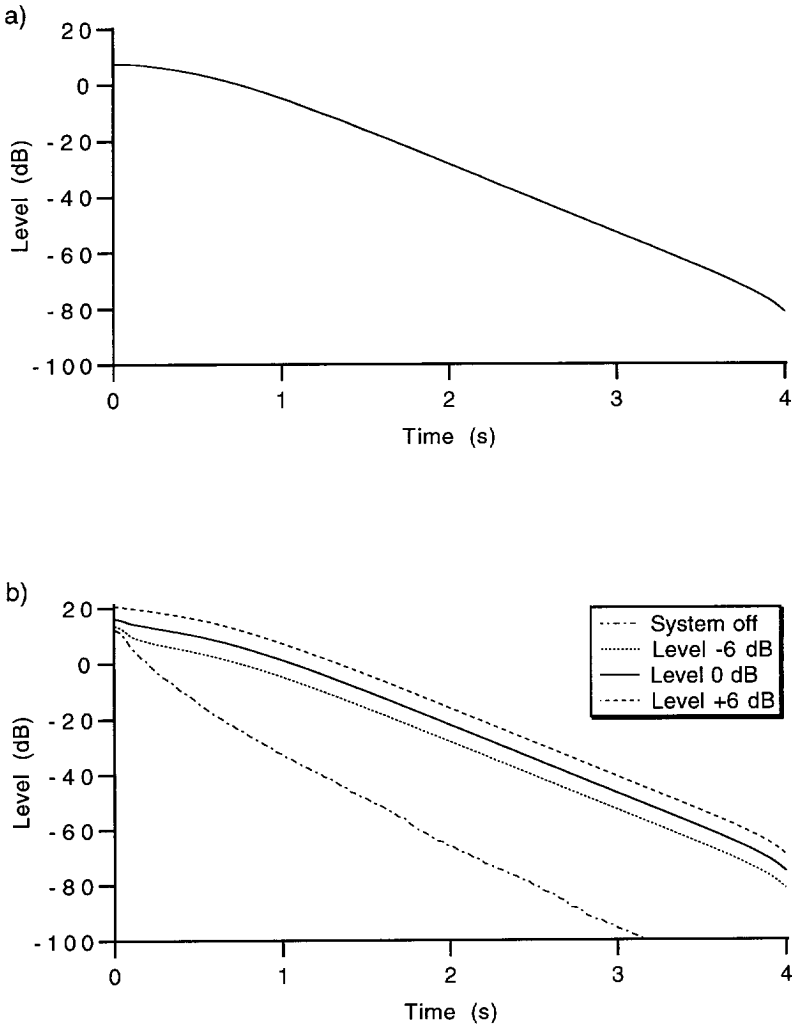 a)
20
0
-20
-40
-60
-80
-100
Level (dB)
0 1 2 3 4
Time (s)
b)
20
0
-20
-40
-60
-80
-100
Level (dB)
System off
Level -6 dB
Level 0 dB
Level +6 dB
0 1 2 3 4
Time (s)